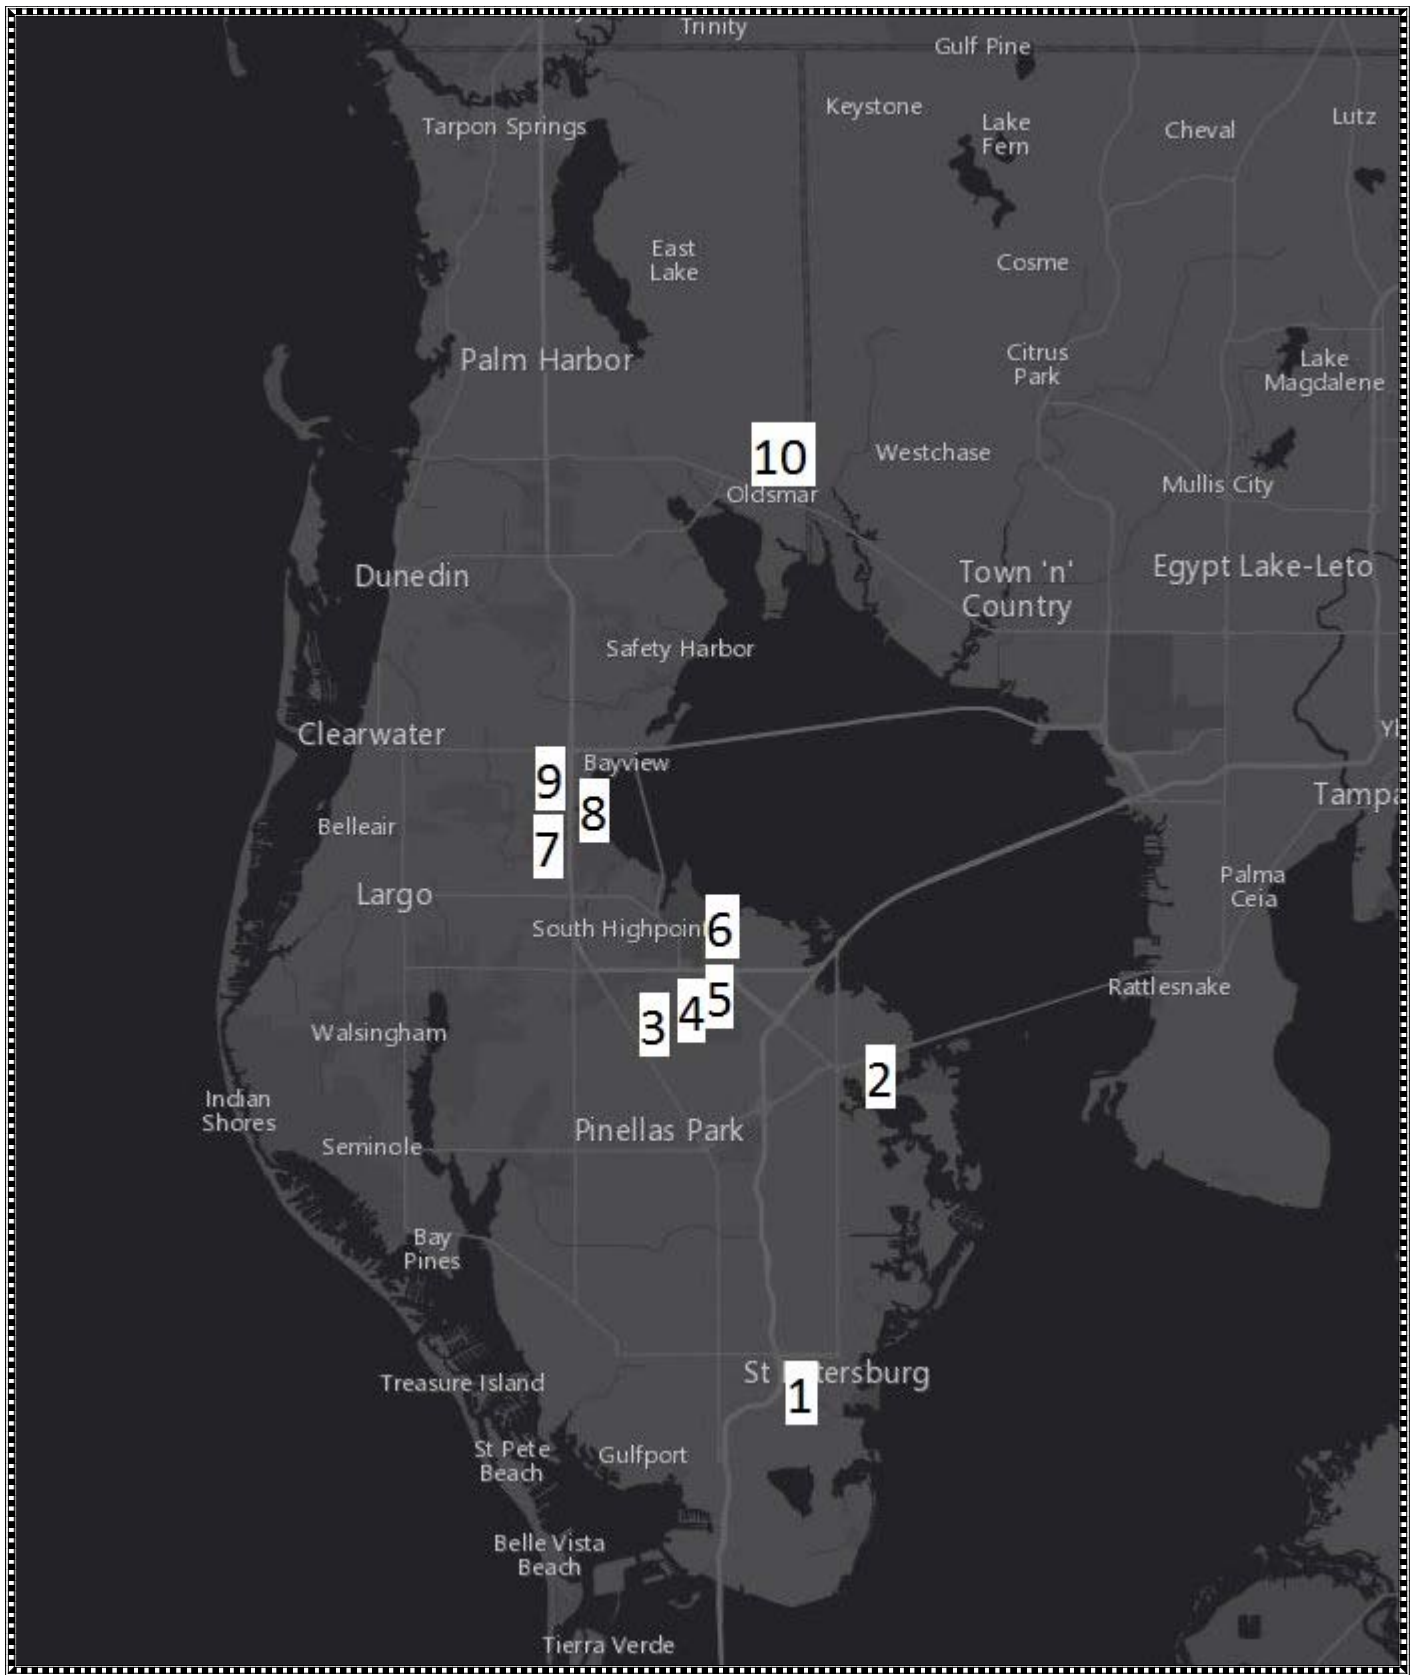 Trinity
Gulf Pine
Keystone
Lake
Fern
Cheval
Lutz
Tarpon Springs
East
Lake
Cosme
Palm Harbor
Citrus
Park
Lake
Magdalene
10
Westchase
Oldsmar
Mullis City
Dunedin
Town 'n'
Country
Egypt Lake-Leto
Safety Harbor
Clearwater
9
Bayview
8
7
Belleair
Tampa
Largo
Palma
Ceia
South Highpoint
6
5
4
3
Rattlesnake
Walsingham
2
Indian
Shores
Pinellas Park
Seminole
Bay
Pines
St
tersburg
1
Treasure Island
St Pete
Beach
Gulfport
Belle Vista
Beach
Tierra Verde